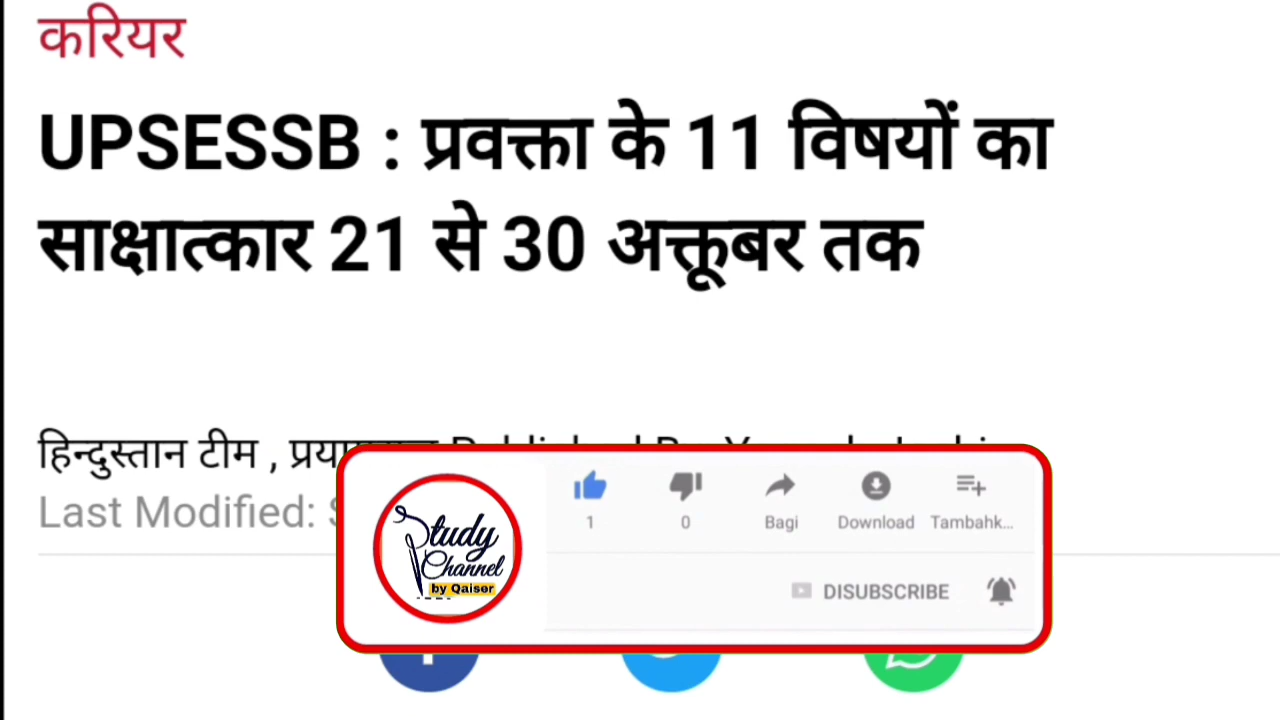 करियर
UPSESSB : प्रवक्ता के 11 विषयों का
साक्षात्कार 21 से 30 अक्तूबर तक
हिन्दुस्तान टीम ,
Last Modified:
Study
Channel
by Qaiser
1 0 Bagi Download Tambahk...
DISUBSCRIBE